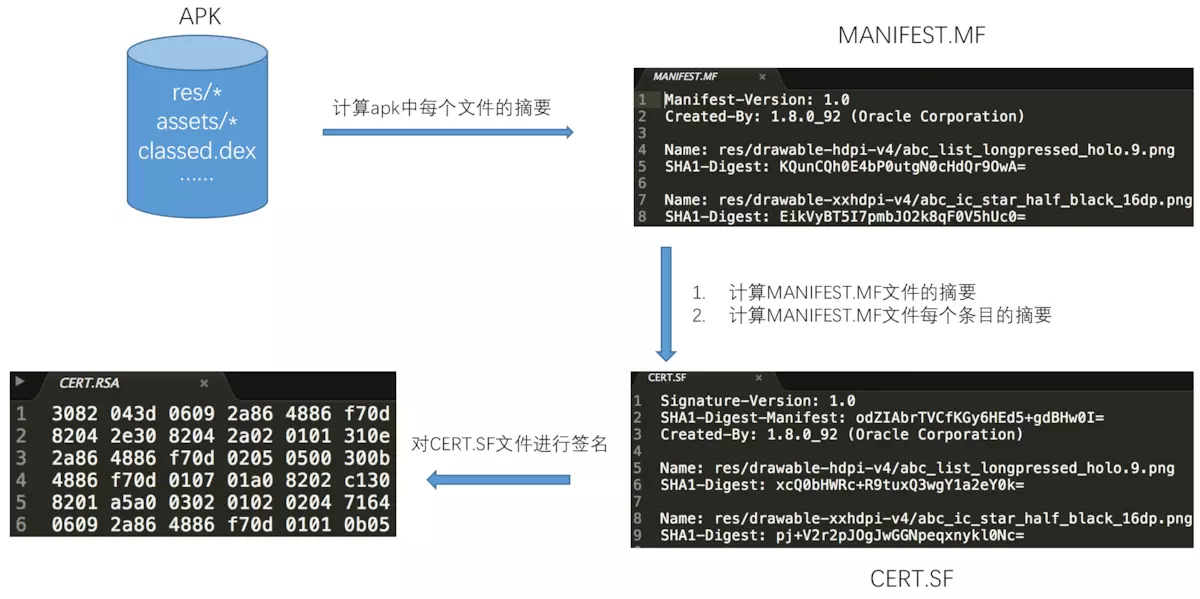 APK
res/*
assets/*
classed.dex
......
计算apk中每个文件的摘要
MANIFEST.MF
MANIFEST.MF ×
1 Manifest-Version: 1.0
2 Created-By: 1.8.0_92 (Oracle Corporation)
3
4 Name: res/drawable-hdpi-v4/abc_list_longpressed_holo.9.png
5 SHA1-Digest: KQunCQh0E4bP0utgN0cHdQr9OwA=
6
7 Name: res/drawable-xxhdpi-v4/abc_ic_star_half_black_16dp.png
8 SHA1-Digest: EikVyBT5I7pmbJO2k8qF0V5hUc0=
1. 计算MANIFEST.MF文件的摘要
2. 计算MANIFEST.MF文件每个条目的摘要
CERT.SF ×
1 Signature-Version: 1.0
2 SHA1-Digest-Manifest: odZIAbrTVCfKGy6HEd5+gdBHw0I=
3 Created-By: 1.8.0_92 (Oracle Corporation)
4
5 Name: res/drawable-hdpi-v4/abc_list_longpressed_holo.9.png
6 SHA1-Digest: xcQ0bHWRc+R9tuxQ3wgY1a2eY0k=
7
8 Name: res/drawable-xxhdpi-v4/abc_ic_star_half_black_16dp.png
9 SHA1-Digest: pj+V2r2pJOgJwGGNpeqxnykl0Nc=
CERT.SF
对CERT.SF文件进行签名
CERT.RSA ×
1 3082 043d 0609 2a86 4886 f70d
2 8204 2e30 8204 2a02 0101 310e
3 2a86 4886 f70d 0205 0500 300b
4 4886 f70d 0107 01a0 8202 c130
5 8201 a5a0 0302 0102 0204 7164
6 0609 2a86 4886 f70d 0101 0b05